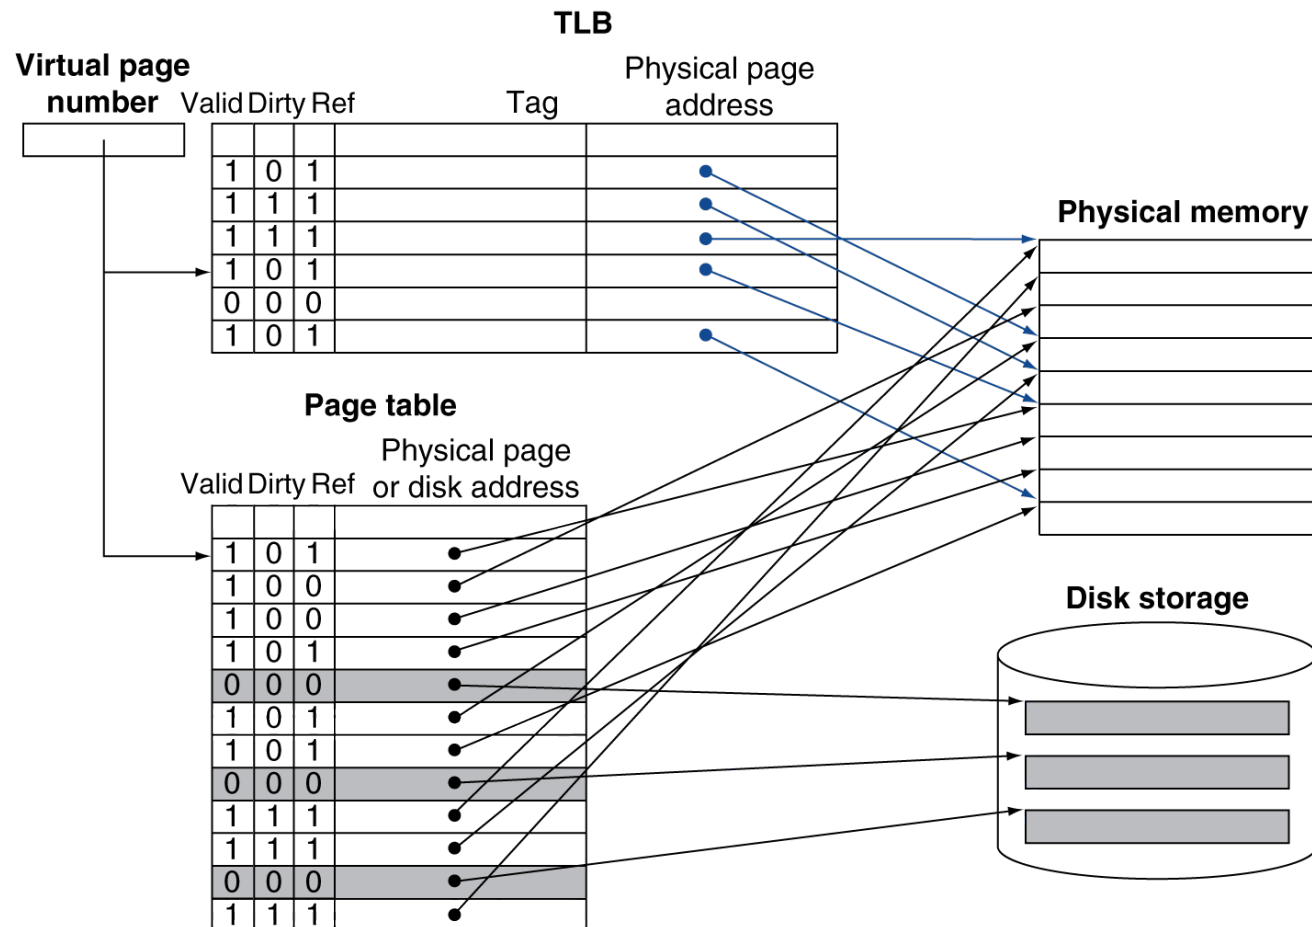 TLB
Virtual page
number
Valid Dirty Ref
Tag
Physical page
address
1 0 1
1 1 1
1 1 1
1 0 1
0 0 0
1 0 1
Physical memory
Page table
Physical page
or disk address
Valid Dirty Ref
1 0 1
1 0 0
1 0 0
1 0 1
0 0 0
1 0 1
1 0 1
0 0 0
1 1 1
1 1 1
0 0 0
1 1 1
Disk storage